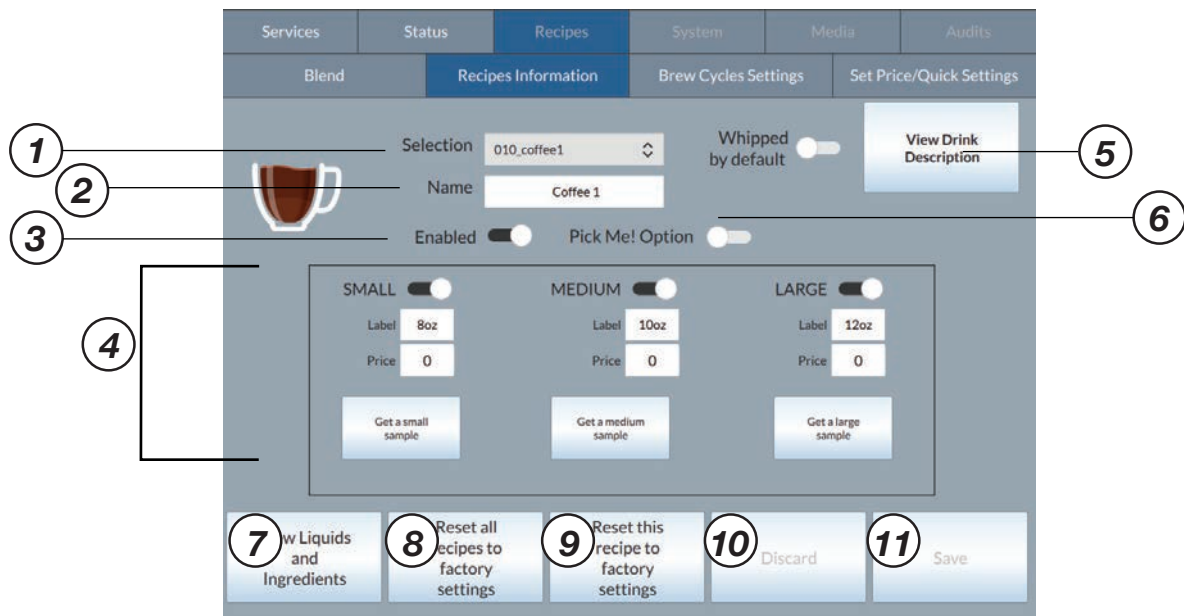 Services Status Recipes System Media Audits
Blend Recipes Information Brew Cycles Settings Set Price/Quick Settings
1 Selection 010_coffee1 Whipped by default View Drink Description 5
2 Name Coffee 1
3 Enabled Pick Me! Option 6
4
SMALL MEDIUM LARGE
Label 8oz Label 10oz Label 12oz
Price 0 Price 0 Price 0
Get a small Get a medium Get a large
sample sample sample
7 Liquids 8 Reset all 9 Reset this 10 Discard 11 Save
and recipes to recipe to
Ingredients factory factory
settings settings